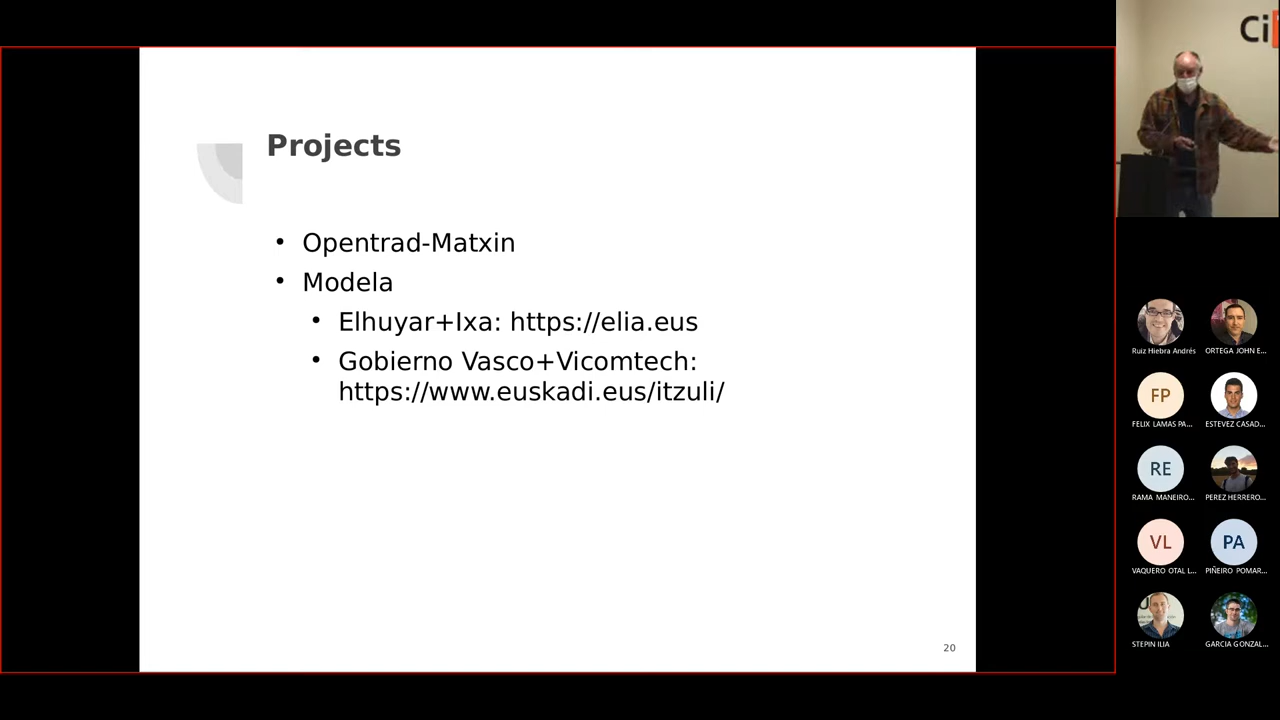 Projects
• Opentrad-Matxin
• Modela
• Elhuyar+Ixa: https://elia.eus
• Gobierno Vasco+Vicomtech:
https://www.euskadi.eus/itzuli/
20
Ci
Ruiz Hiebra Andrés
ORTEGA JOHN E...
FP
FELIX LAMAS PA...
ESTEVEZ CASAD...
RE
RAMA MANEIRO...
PEREZ HERRERO...
VL
PA
VAQUERO OTAL L...
PIÑEIRO POMAR...
STEPIN ILIA
GARCIA GONZAL...